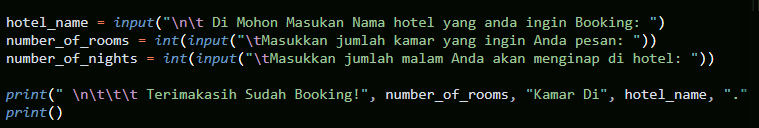 hotel_name = input("\n\t Di Mohon Masukan Nama hotel yang anda ingin Booking: ")
number_of_rooms = int(input("\tMasukkan jumlah kamar yang ingin Anda pesan: "))
number_of_nights = int(input("\tMasukkan jumlah malam Anda akan menginap di hotel: "))
print(" \n\t\t\t Terimakasih Sudah Booking!", number_of_rooms, "Kamar Di", hotel_name, "."
print()